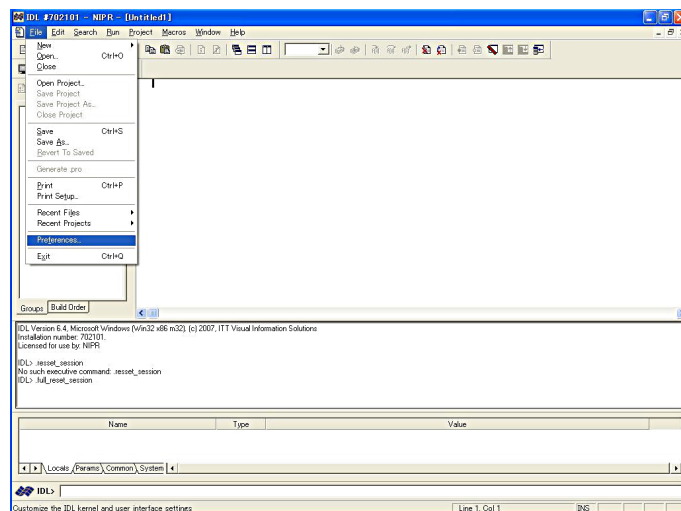 IDL #702101 - NIPR - [Untitled1]
File Edit Search Run Project Macros Window Help
New
Open... Ctrl+O
Close
Open Project...
Save Project
Save Project As...
Close Project
Save Ctrl+S
Save As...
Revert To Saved
Generate .pro
Print Ctrl+P
Print Setup...
Recent Files
Recent Projects
Preferences...
Exit Ctrl+Q
Groups Build Order
IDL Version 6.4, Microsoft Windows (Win32 x86 m32). (c) 2007, ITT Visual Information Solutions
Installation number: 702101.
Licensed for use by: NIPR
IDL> .resset_session
No such executive command: .resset_session
IDL> .full_reset_session
Name Type Value
Locals Params Common System
IDL>
Customize the IDL kernel and user interface settings Line 1, Col 1 INS